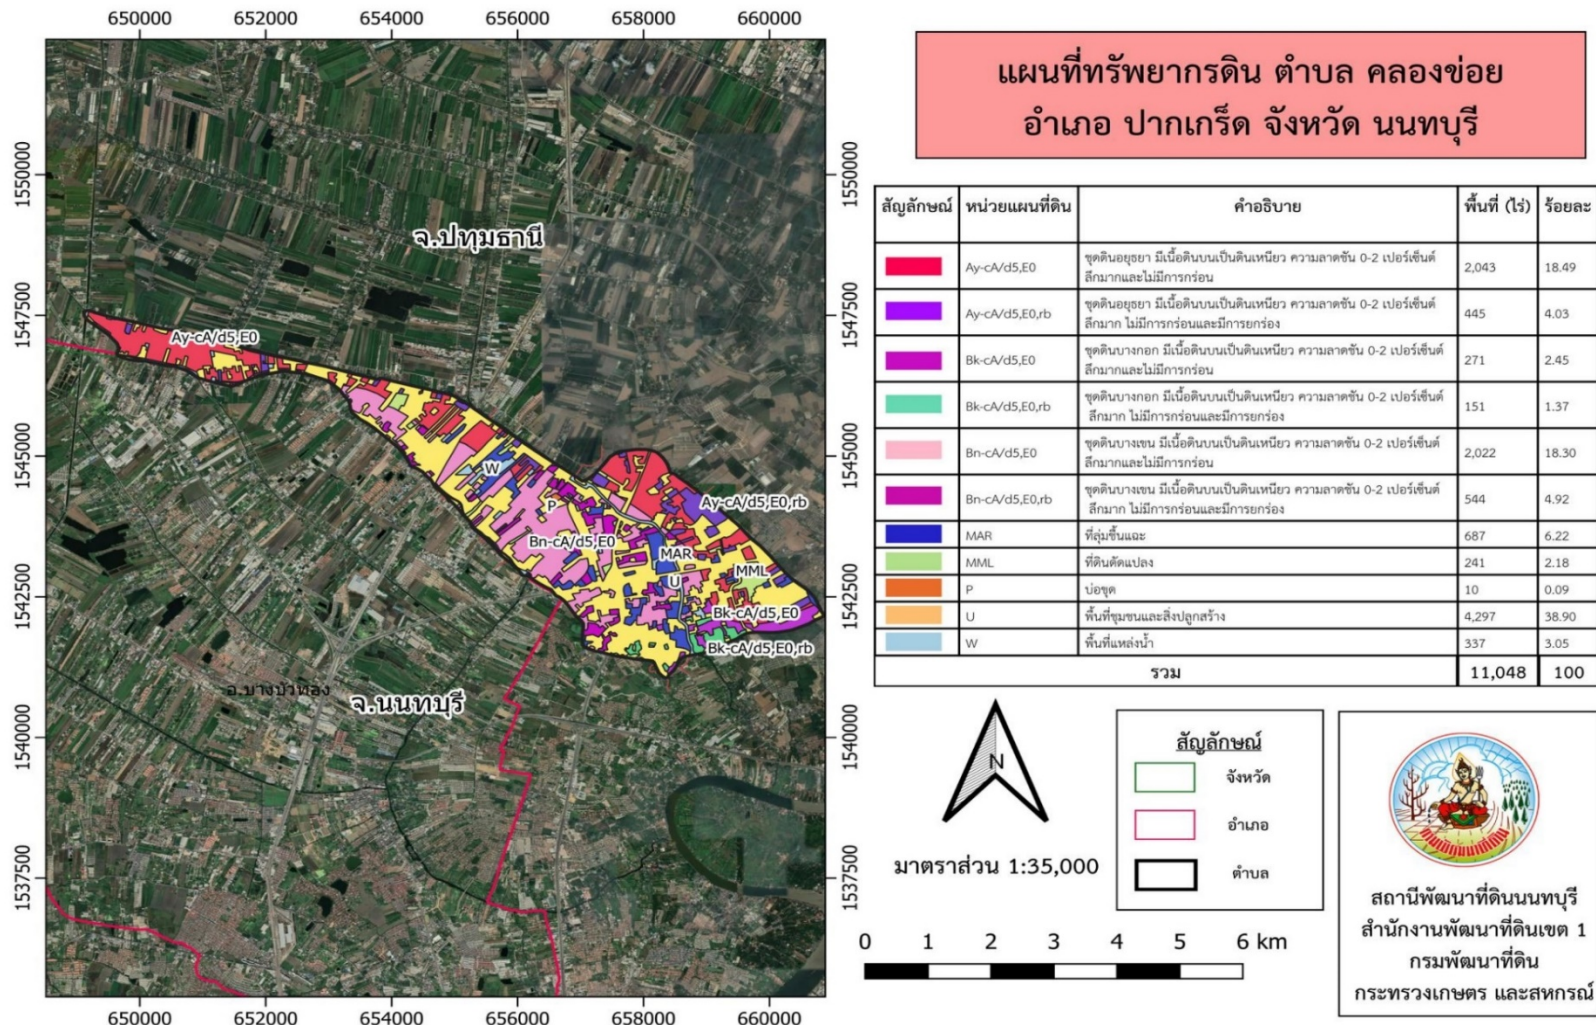 แผนที่ทรัพยากรดิน ตำบล คลองข่อย
อำเภอ ปากเกร็ด จังหวัด นนทบุรี
650000 652000 654000 656000 658000 660000
1550000 1550000
1547500 1547500
1545000 1545000
1542500 1542500
1540000 1540000
1537500 1537500
จ.ปทุมธานี
Ay-cA/d5,E0
W
Ay-cA/d5,E0,rb
P
Bn-cA/d5,E0
MAR
MML
U
Bk-cA/d5,E0
Bk-cA/d5,E0,rb
อ.บางบัวทอง
จ.นนทบุรี
650000 652000 654000 656000 658000 660000
สัญลักษณ์ หน่วยแผนที่ดิน คำอธิบาย พื้นที่ (ไร่) ร้อยละ
Ay-cA/d5,E0 ชุดดินอยุธยา มีเนื้อดินบนเป็นดินเหนียว ความลาดชัน 0-2 เปอร์เซ็นต์ 2,043 18.49
ลึกมากและไม่มีการกร่อน
Ay-cA/d5,E0,rb ชุดดินอยุธยา มีเนื้อดินบนเป็นดินเหนียว ความลาดชัน 0-2 เปอร์เซ็นต์ 445 4.03
ลึกมาก ไม่มีการกร่อนและมีการยกร่อง
Bk-cA/d5,E0 ชุดดินบางกอก มีเนื้อดินบนเป็นดินเหนียว ความลาดชัน 0-2 เปอร์เซ็นต์ 271 2.45
ลึกมากและไม่มีการกร่อน
Bk-cA/d5,E0,rb ชุดดินบางกอก มีเนื้อดินบนเป็นดินเหนียว ความลาดชัน 0-2 เปอร์เซ็นต์ 151 1.37
ลึกมาก ไม่มีการกร่อนและมีการยกร่อง
Bn-cA/d5,E0 ชุดดินบางเขน มีเนื้อดินบนเป็นดินเหนียว ความลาดชัน 0-2 เปอร์เซ็นต์ 2,022 18.30
ลึกมากและไม่มีการกร่อน
Bn-cA/d5,E0,rb ชุดดินบางเขน มีเนื้อดินบนเป็นดินเหนียว ความลาดชัน 0-2 เปอร์เซ็นต์ 544 4.92
ลึกมาก ไม่มีการกร่อนและมีการยกร่อง
MAR ที่ลุ่มชื้นแฉะ 687 6.22
MML ที่ดินดัดแปลง 241 2.18
P บ่อขุด 10 0.09
U พื้นที่ชุมชนและสิ่งปลูกสร้าง 4,297 38.90
W พื้นที่แหล่งน้ำ 337 3.05
รวม 11,048 100
N
มาตราส่วน 1:35,000
สัญลักษณ์
จังหวัด
อำเภอ
ตำบล
0 1 2 3 4 5 6 km
กรมพัฒนาที่ดิน
สถานีพัฒนาที่ดินนนทบุรี
สำนักงานพัฒนาที่ดินเขต 1
กรมพัฒนาที่ดิน
กระทรวงเกษตร และสหกรณ์